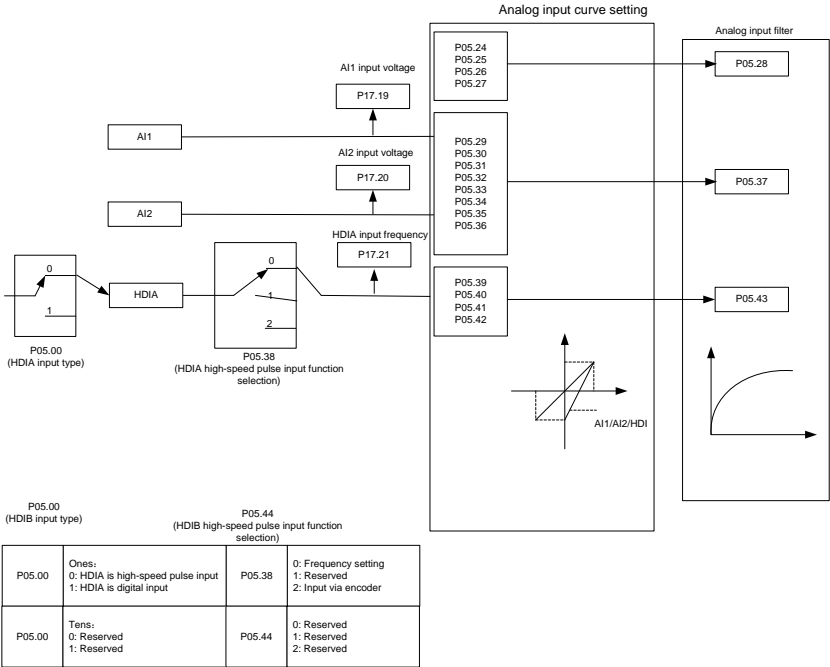 Analog input curve setting
Analog input filter
P05.24
P05.25
P05.26
P05.27
P05.28
AI1 input voltage
P17.19
AI1
P05.29
P05.30
P05.31
P05.32
P05.33
P05.34
P05.35
P05.36
P05.37
AI2 input voltage
P17.20
AI2
HDIA input frequency
P17.21
0
1
P05.00
(HDIA input type)
HDIA
0
1
2
P05.38
(HDIA high-speed pulse input function
selection)
P05.39
P05.40
P05.41
P05.42
P05.43
AI1/AI2/HDI
P05.00
(HDIB input type)
P05.44
(HDIB high-speed pulse input function
selection)
P05.00
Ones:
0: HDIA is high-speed pulse input
1: HDIA is digital input
P05.38
0: Frequency setting
1: Reserved
2: Input via encoder
P05.00
Tens:
0: Reserved
1: Reserved
P05.44
0: Reserved
1: Reserved
2: Reserved